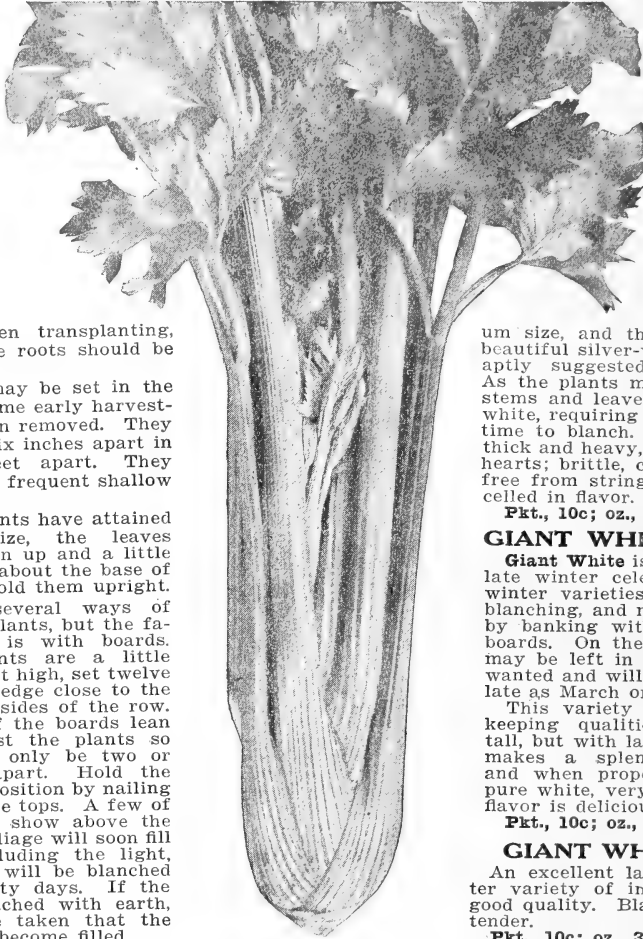 en transplanting,
e roots should be
nay be set in the
me early harvest-
n removed. They
ix inches apart in
eet apart. They
frequent shallow
nts have attained
ize, the leaves
n up and a little
about the base of
old them upright.
several ways of
lants, but the fa-
is with boards.
nts are a little
t high, set twelve
edge close to the
sides of the row.
f the boards lean
st the plants so
only be two or
apart. Hold the
osition by nailing
e tops. A few of
show above the
liage will soon fill
luding the light,
will be blanched
ty days. If the
ched with earth,
e taken that the
become filled
um size, and th
beautiful silver-
aptly suggested
As the plants m
stems and leave
white, requiring
time to blanch.
thick and heavy,
hearts; brittle, c
free from string
celled in flavor.
Pkt., 10c; oz.,
GIANT WHI
Giant White is
late winter cele
winter varieties
blanching, and n
by banking wit
boards. On the
may be left in
wanted and will
late as March or
This variety
keeping qualiti
tall, but with la
makes a splen
and when prope
pure white, very
flavor is deliciou
Pkt., 10c; oz.,
GIANT WH
An excellent la
ter variety of in
good quality. Bla
tender.
Pkt., 10c; oz. 3